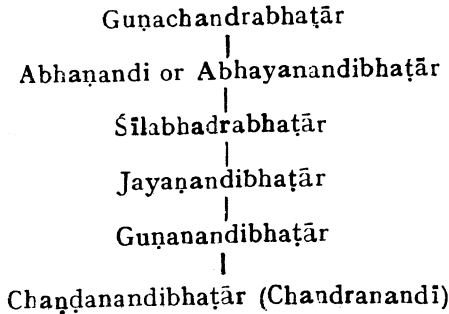 Guṇachandrabhaṭār
Abhaṇandi or Abhayanandibhaṭār
Śīlabhadrabhaṭār
Jayaṇandibhaṭār
Guṇanandibhaṭār
Chaṇḍanandibhaṭār (Chandranandi)